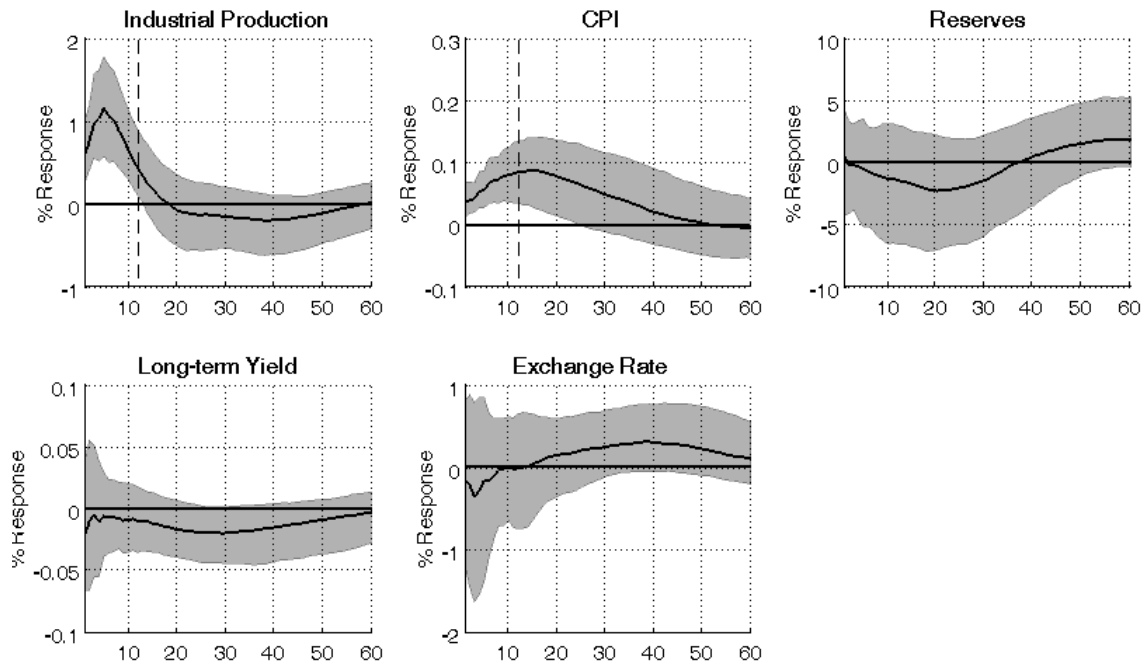 Industrial Production
CPI
Reserves
2
1
0
-1
% Response
10 20 30 40 50 60
0.3
0.2
0.1
0
-0.1
% Response
10 20 30 40 50 60
10
5
0
-5
-10
% Response
10 20 30 40 50 60
Long-term Yield
Exchange Rate
0.1
0.05
0
-0.05
-0.1
% Response
10 20 30 40 50 60
1
0
-1
-2
% Response
10 20 30 40 50 60